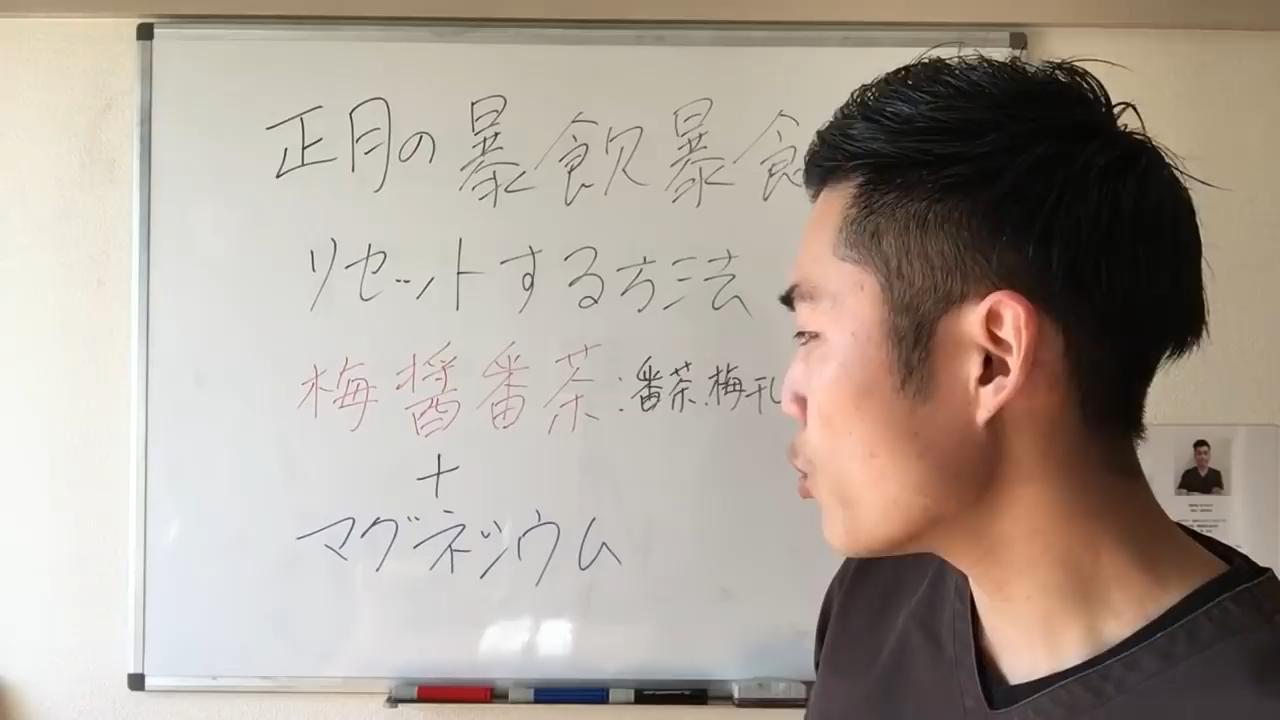 正月の暴飲暴食
リセットする方法
梅醤番茶:番茶.梅干し
+
マグネシウム